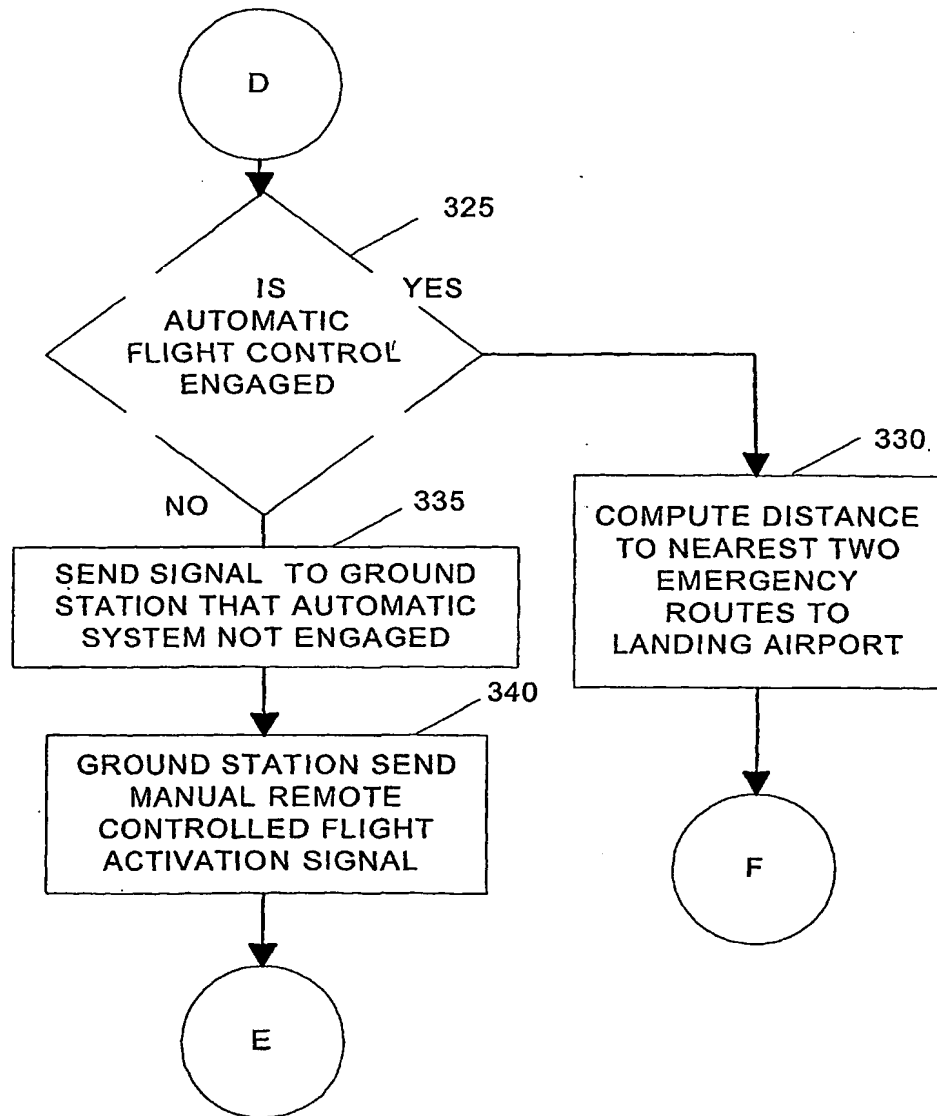 D
325
IS
AUTOMATIC
FLIGHT CONTROL
ENGAGED
YES
NO
330
COMPUTE DISTANCE
TO NEAREST TWO
EMERGENCY
ROUTES TO
LANDING AIRPORT
335
SEND SIGNAL TO GROUND
STATION THAT AUTOMATIC
SYSTEM NOT ENGAGED
340
GROUND STATION SEND
MANUAL REMOTE
CONTROLLED FLIGHT
ACTIVATION SIGNAL
F
E